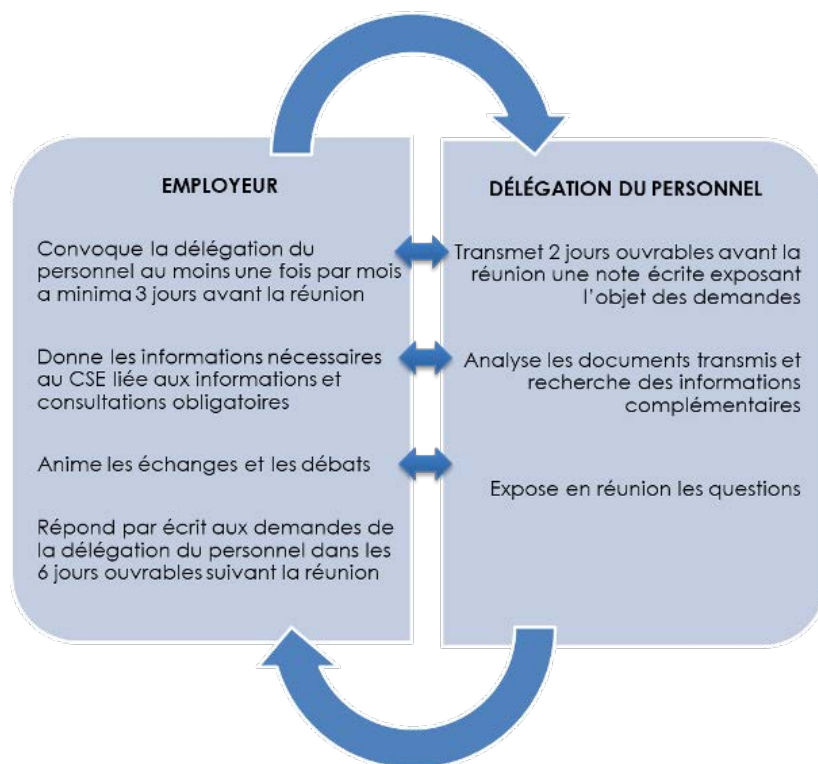 EMPLOYEUR
Convoque la délégation du
personnel au moins une fois par mois
a minima 3 jours avant la réunion
Donne les informations nécessaires
au CSE liée aux informations et
consultations obligatoires
Anime les échanges et les débats
Répond par écrit aux demandes de
la délégation du personnel dans les
6 jours ouvrables suivant la réunion
DÉLÉGATION DU PERSONNEL
Transmet 2 jours ouvrables avant la
réunion une note écrite exposant
l'objet des demandes
Analyse les documents transmis et
recherche des informations
complémentaires
Expose en réunion les questions